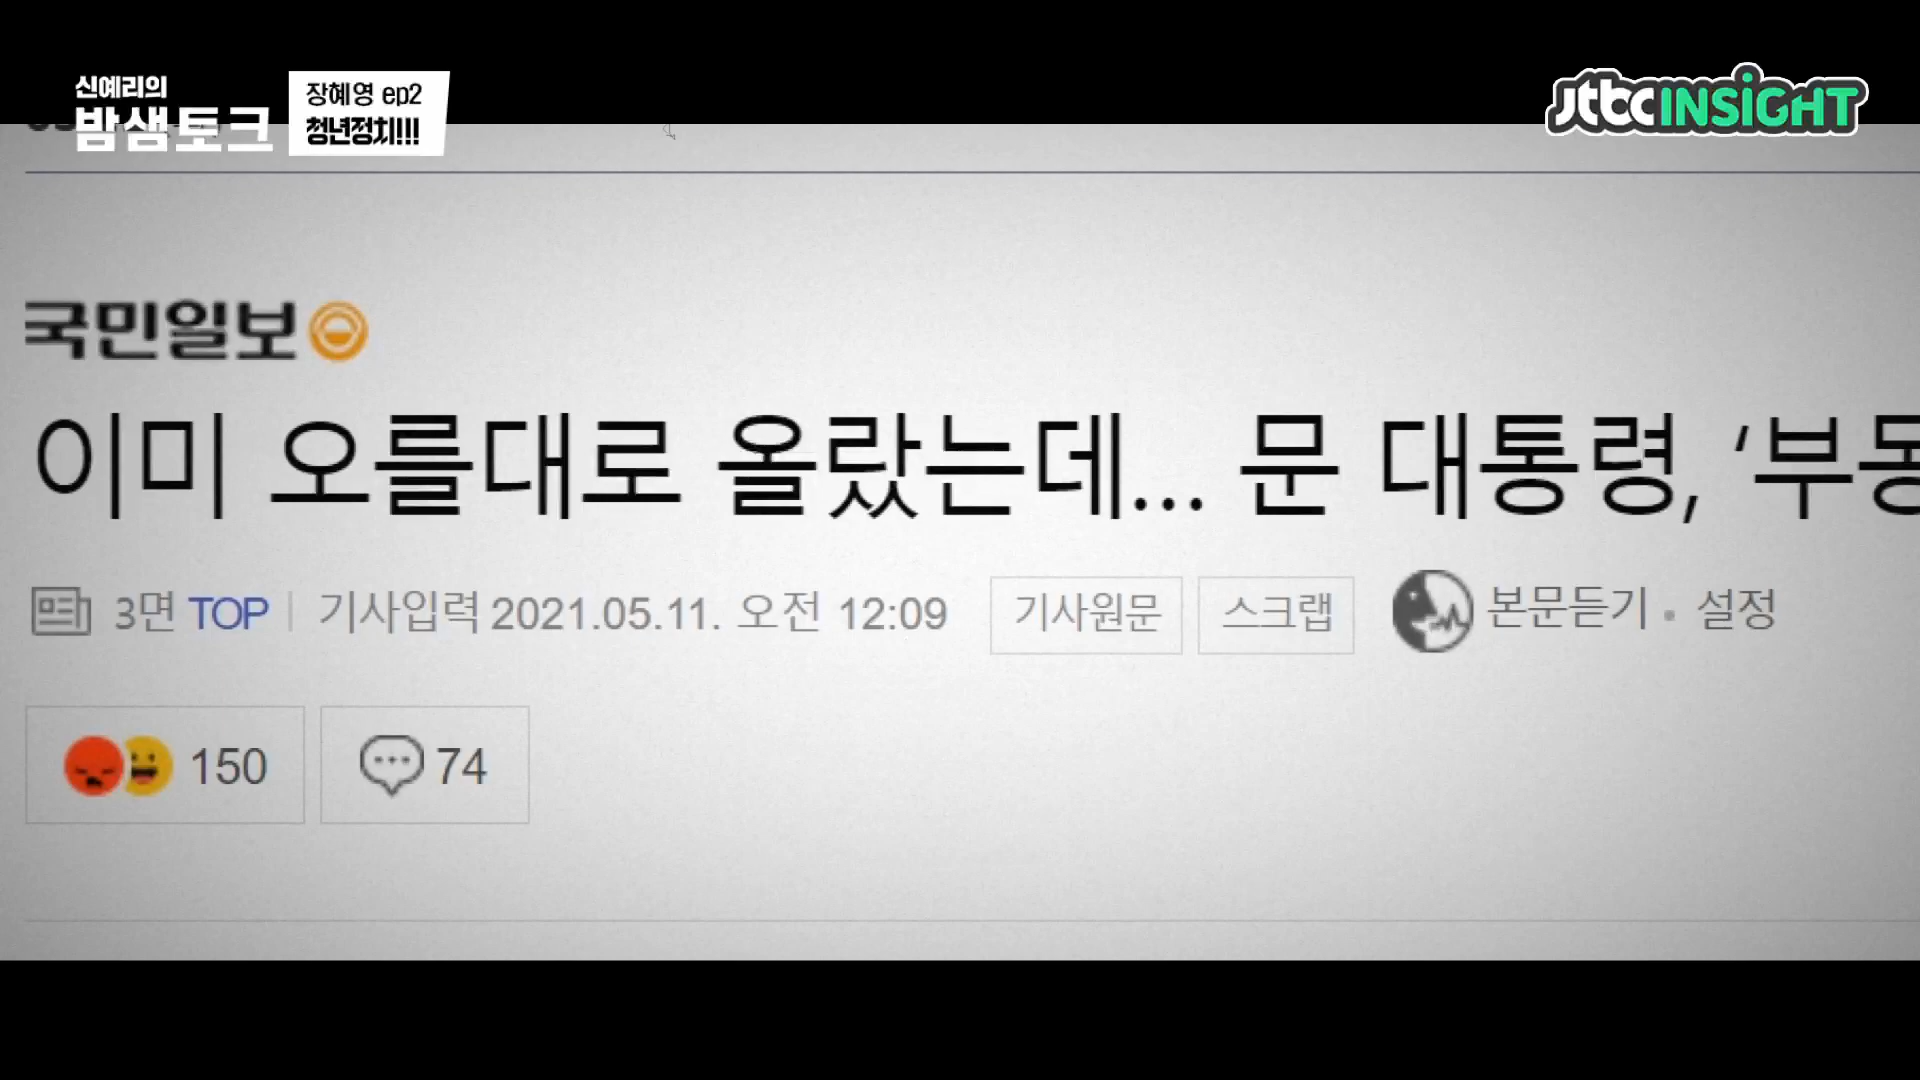 신예리의
밤샘토크
장혜영 ep2
청년정치!!!
jtbc INSIGHT
국민일보
이미 오를대로 올랐는데... 문 대통령, ‘부동
3면 TOP 기사입력 2021.05.11. 오전 12:09 기사원문 스크랩 본문듣기 · 설정
150 74